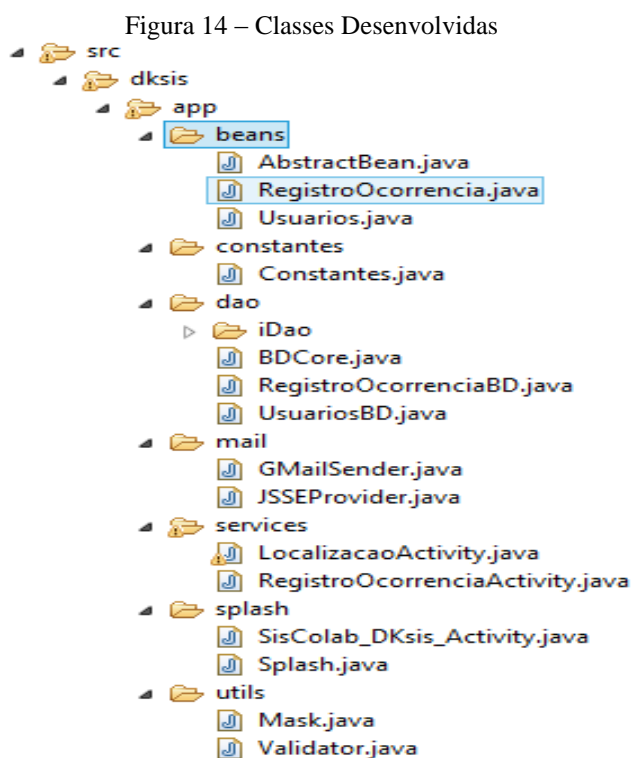 Figura 14 – Classes Desenvolvidas
src
dksis
app
beans
AbstractBean.java
RegistroOcorrencia.java
Usuarios.java
constantes
Constantes.java
dao
iDao
BDCore.java
RegistroOcorrenciaBD.java
UsuariosBD.java
mail
GMailSender.java
JSSEProvider.java
services
LocalizacaoActivity.java
RegistroOcorrenciaActivity.java
splash
SisColab_DKsis_Activity.java
Splash.java
utils
Mask.java
Validator.java